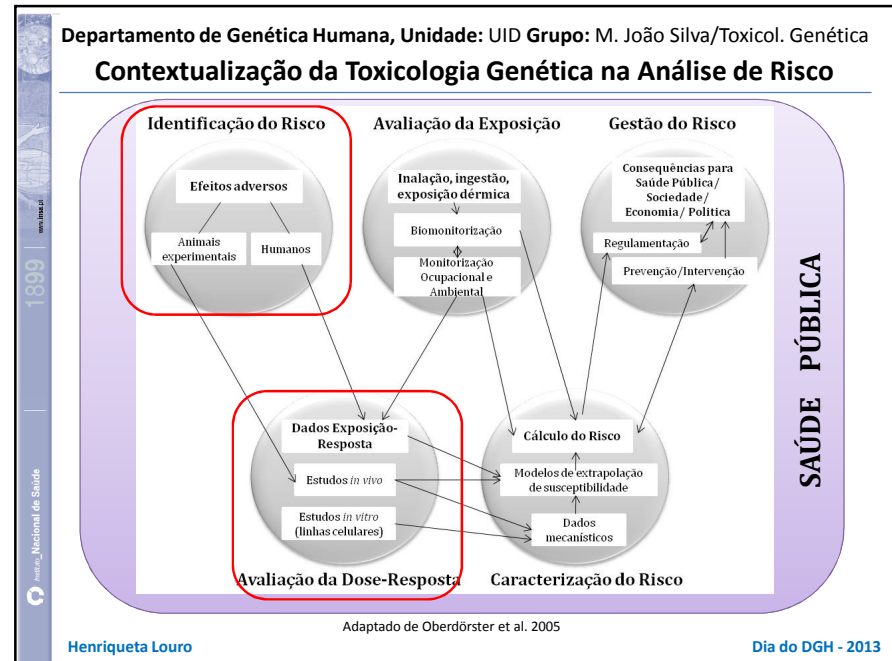 Departamento de Genética Humana, Unidade: UID Grupo: M. João Silva/Toxicol. Genética
Contextualização da Toxicologia Genética na Análise de Risco
Identificação do Risco
Efeitos adversos
Animais
experimentais
Humanos
Avaliação da Exposição
Inalação, ingestão,
exposição dérmica
Biomonitorização
Monitorização
Ocupacional e
Ambiental
Gestão do Risco
Consequências para
Saúde Pública/
Sociedade/
Economia/ Politica
Regulamentação
Prevenção/Intervenção
Dados Exposição-
Resposta
Estudos in vivo
Estudos in vitro
(linhas celulares)
Avaliação da Dose-Resposta
Cálculo do Risco
Modelos de extrapolação
de susceptibilidade
Dados
mecanísticos
Caracterização do Risco
SAÚDE PÚBLICA
Adaptado de Oberdörster et al. 2005
Henriqueta Louro
Dia do DGH - 2013
1899
Instituto_Nacional de Saúde